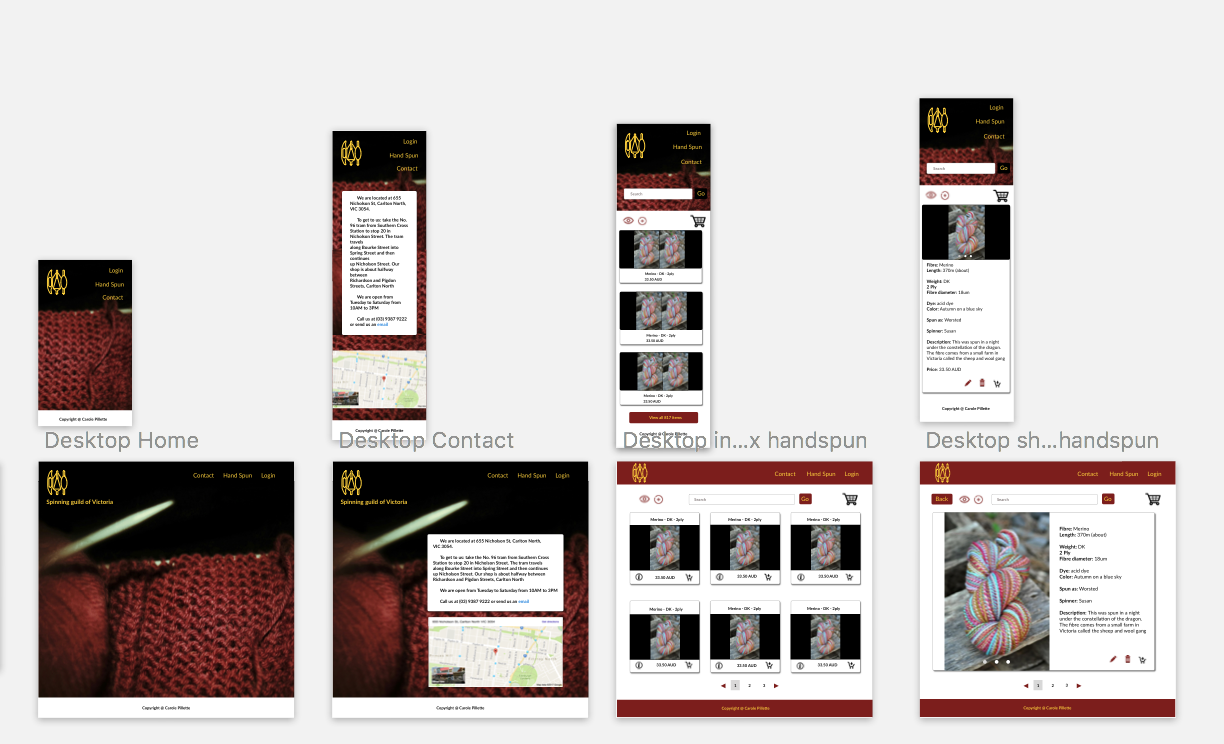 Login
Hand Spun
Contact
Copyright @ Carole Pillette
Login
Hand Spun
Contact
We are located at 655
Nicholson St, Carlton North,
VIC 3054.
To get to us: take the No.
96 tram from Southern Cross
Station to stop 20 in
Nicholson Street. The tram
travels
along Bourke Street into
Spring Street and then
continues
up Nicholson Street. Our
shop is about halfway
between
Richardson and Pigdon
Streets, Carlton North
We are open from
Tuesday to Saturday from
10AM to 3PM
Call us at (03) 9387 9222
or send us an email
Copyright @ Carole Pillette
Login
Hand Spun
Contact
Search
Go
Merino - DK - 2ply
33.50 AUD
Merino - DK - 2ply
33.50 AUD
Merino - DK - 2ply
33.50 AUD
View all 817 items
Copyright @ Carole Pillette
Login
Hand Spun
Contact
Search
Go
Fibre: Merino
Length: 370m (about)
Weight: DK
2 Ply
Fibre diameter: 18um
Dye: acid dye
Color: Autumn on a blue sky
Spun as: Worsted
Spinner: Susan
Description: This was spun in a night
under the constellation of the dragon.
The fibre comes from a small farm in
Victoria called the sheep and wool gang
Price: 33.50 AUD
Copyright @ Carole Pillette
Desktop Home
Desktop Contact
Desktop in...x handspun
Desktop sh...handspun
Contact Hand Spun Login
Spinning guild of Victoria
Copyright @ Carole Pillette
Contact Hand Spun Login
Spinning guild of Victoria
We are located at 655 Nicholson St, Carlton North,
VIC 3054.
To get to us: take the No. 96 tram from Southern Cross
Station to stop 20 in Nicholson Street. The tram travels
along Bourke Street into Spring Street and then continues
up Nicholson Street. Our shop is about halfway between
Richardson and Pigdon Streets, Carlton North
We are open from Tuesday to Saturday from 10AM to 3PM
Call us at (03) 9387 9222 or send us an email
Copyright @ Carole Pillette
Contact Hand Spun Login
Search
Go
Merino - DK - 2ply
Merino - DK - 2ply
Merino - DK - 2ply
33.50 AUD
33.50 AUD
33.50 AUD
Merino - DK - 2ply
Merino - DK - 2ply
Merino - DK - 2ply
33.50 AUD
33.50 AUD
33.50 AUD
1 2 3
Copyright @ Carole Pillette
Contact Hand Spun Login
Back
Search
Go
Fibre: Merino
Length: 370m (about)
Weight: DK
2 Ply
Fibre diameter: 18um
Dye: acid dye
Color: Autumn on a blue sky
Spun as: Worsted
Spinner: Susan
Description: This was spun in a night
under the constellation of the dragon.
The fibre comes from a small farm in
Victoria called the sheep and wool gang
1 2 3
Copyright @ Carole Pillette